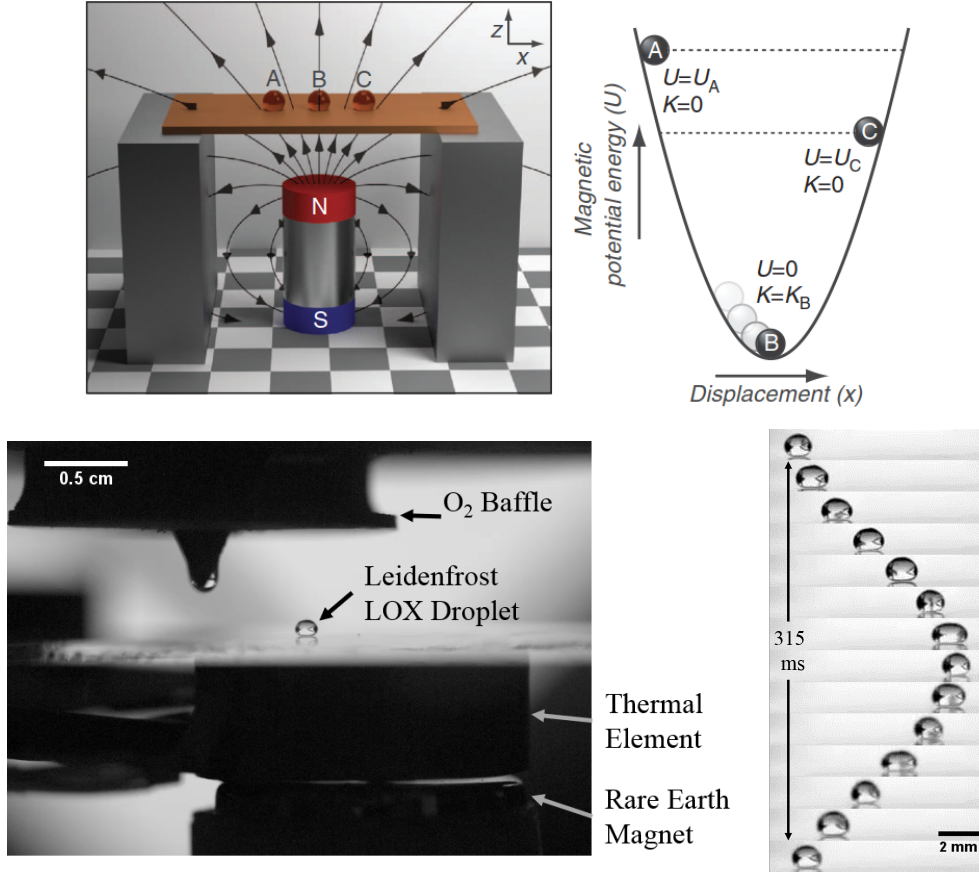 z
x
A B C
N
S
Magnetic
potential energy (U)
A
U=U_A
K=0
C
U=U_C
K=0
U=0
K=K_B
B
Displacement (x)
0.5 cm
O₂ Baffle
Leidenfrost
LOX Droplet
Thermal
Element
Rare Earth
Magnet
315
ms
2 mm